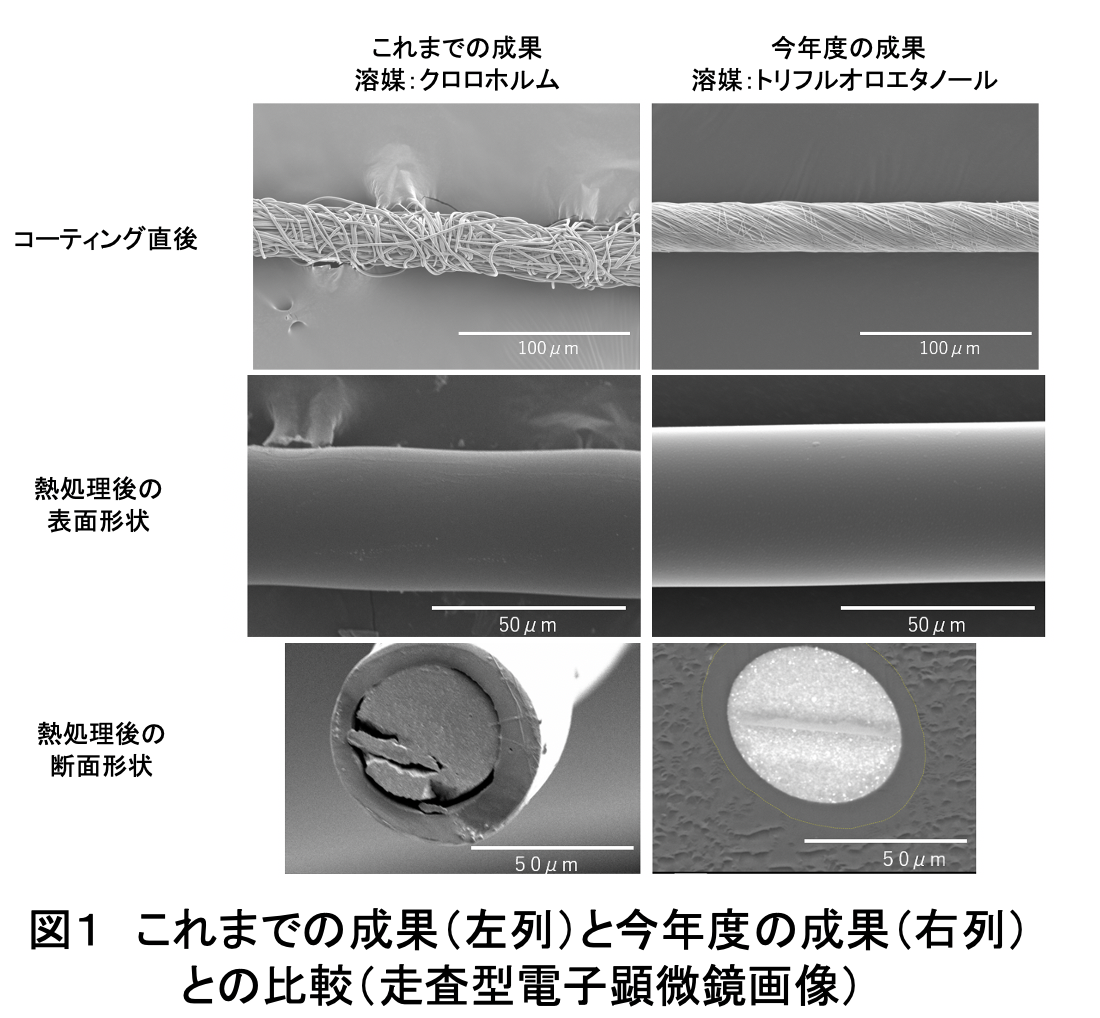 これまでの成果
溶媒：クロロホルム
今年度の成果
溶媒：トリフルオロエタノール
コーティング直後
100μm
100μm
熱処理後の
表面形状
50μm
50μm
熱処理後の
断面形状
50μm
50μm
図1　これまでの成果（左列）と今年度の成果（右列）
との比較（走査型電子顕微鏡画像）